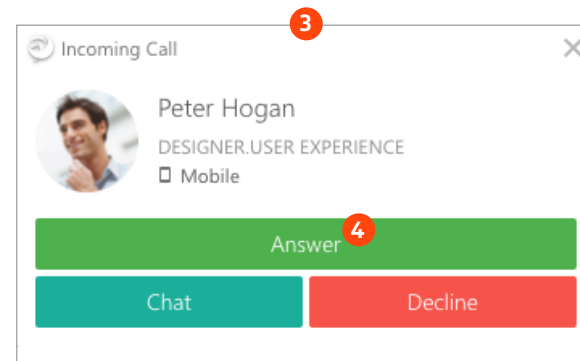 3
Incoming Call
Peter Hogan
DESIGNER.USER EXPERIENCE
Mobile
Answer 4
Chat Decline